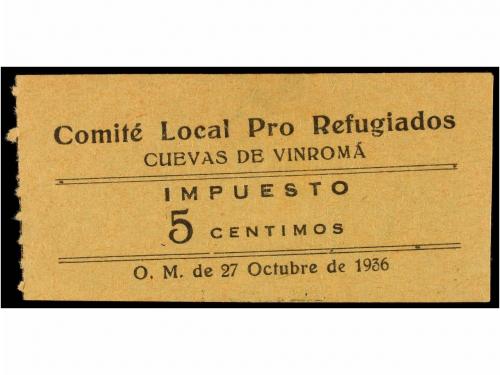 Comité Local Pro Refugiados
CUEVAS DE VINROMÁ
IMPUESTO
5 CENTIMOS
O. M. de 27 Octubre de 1936